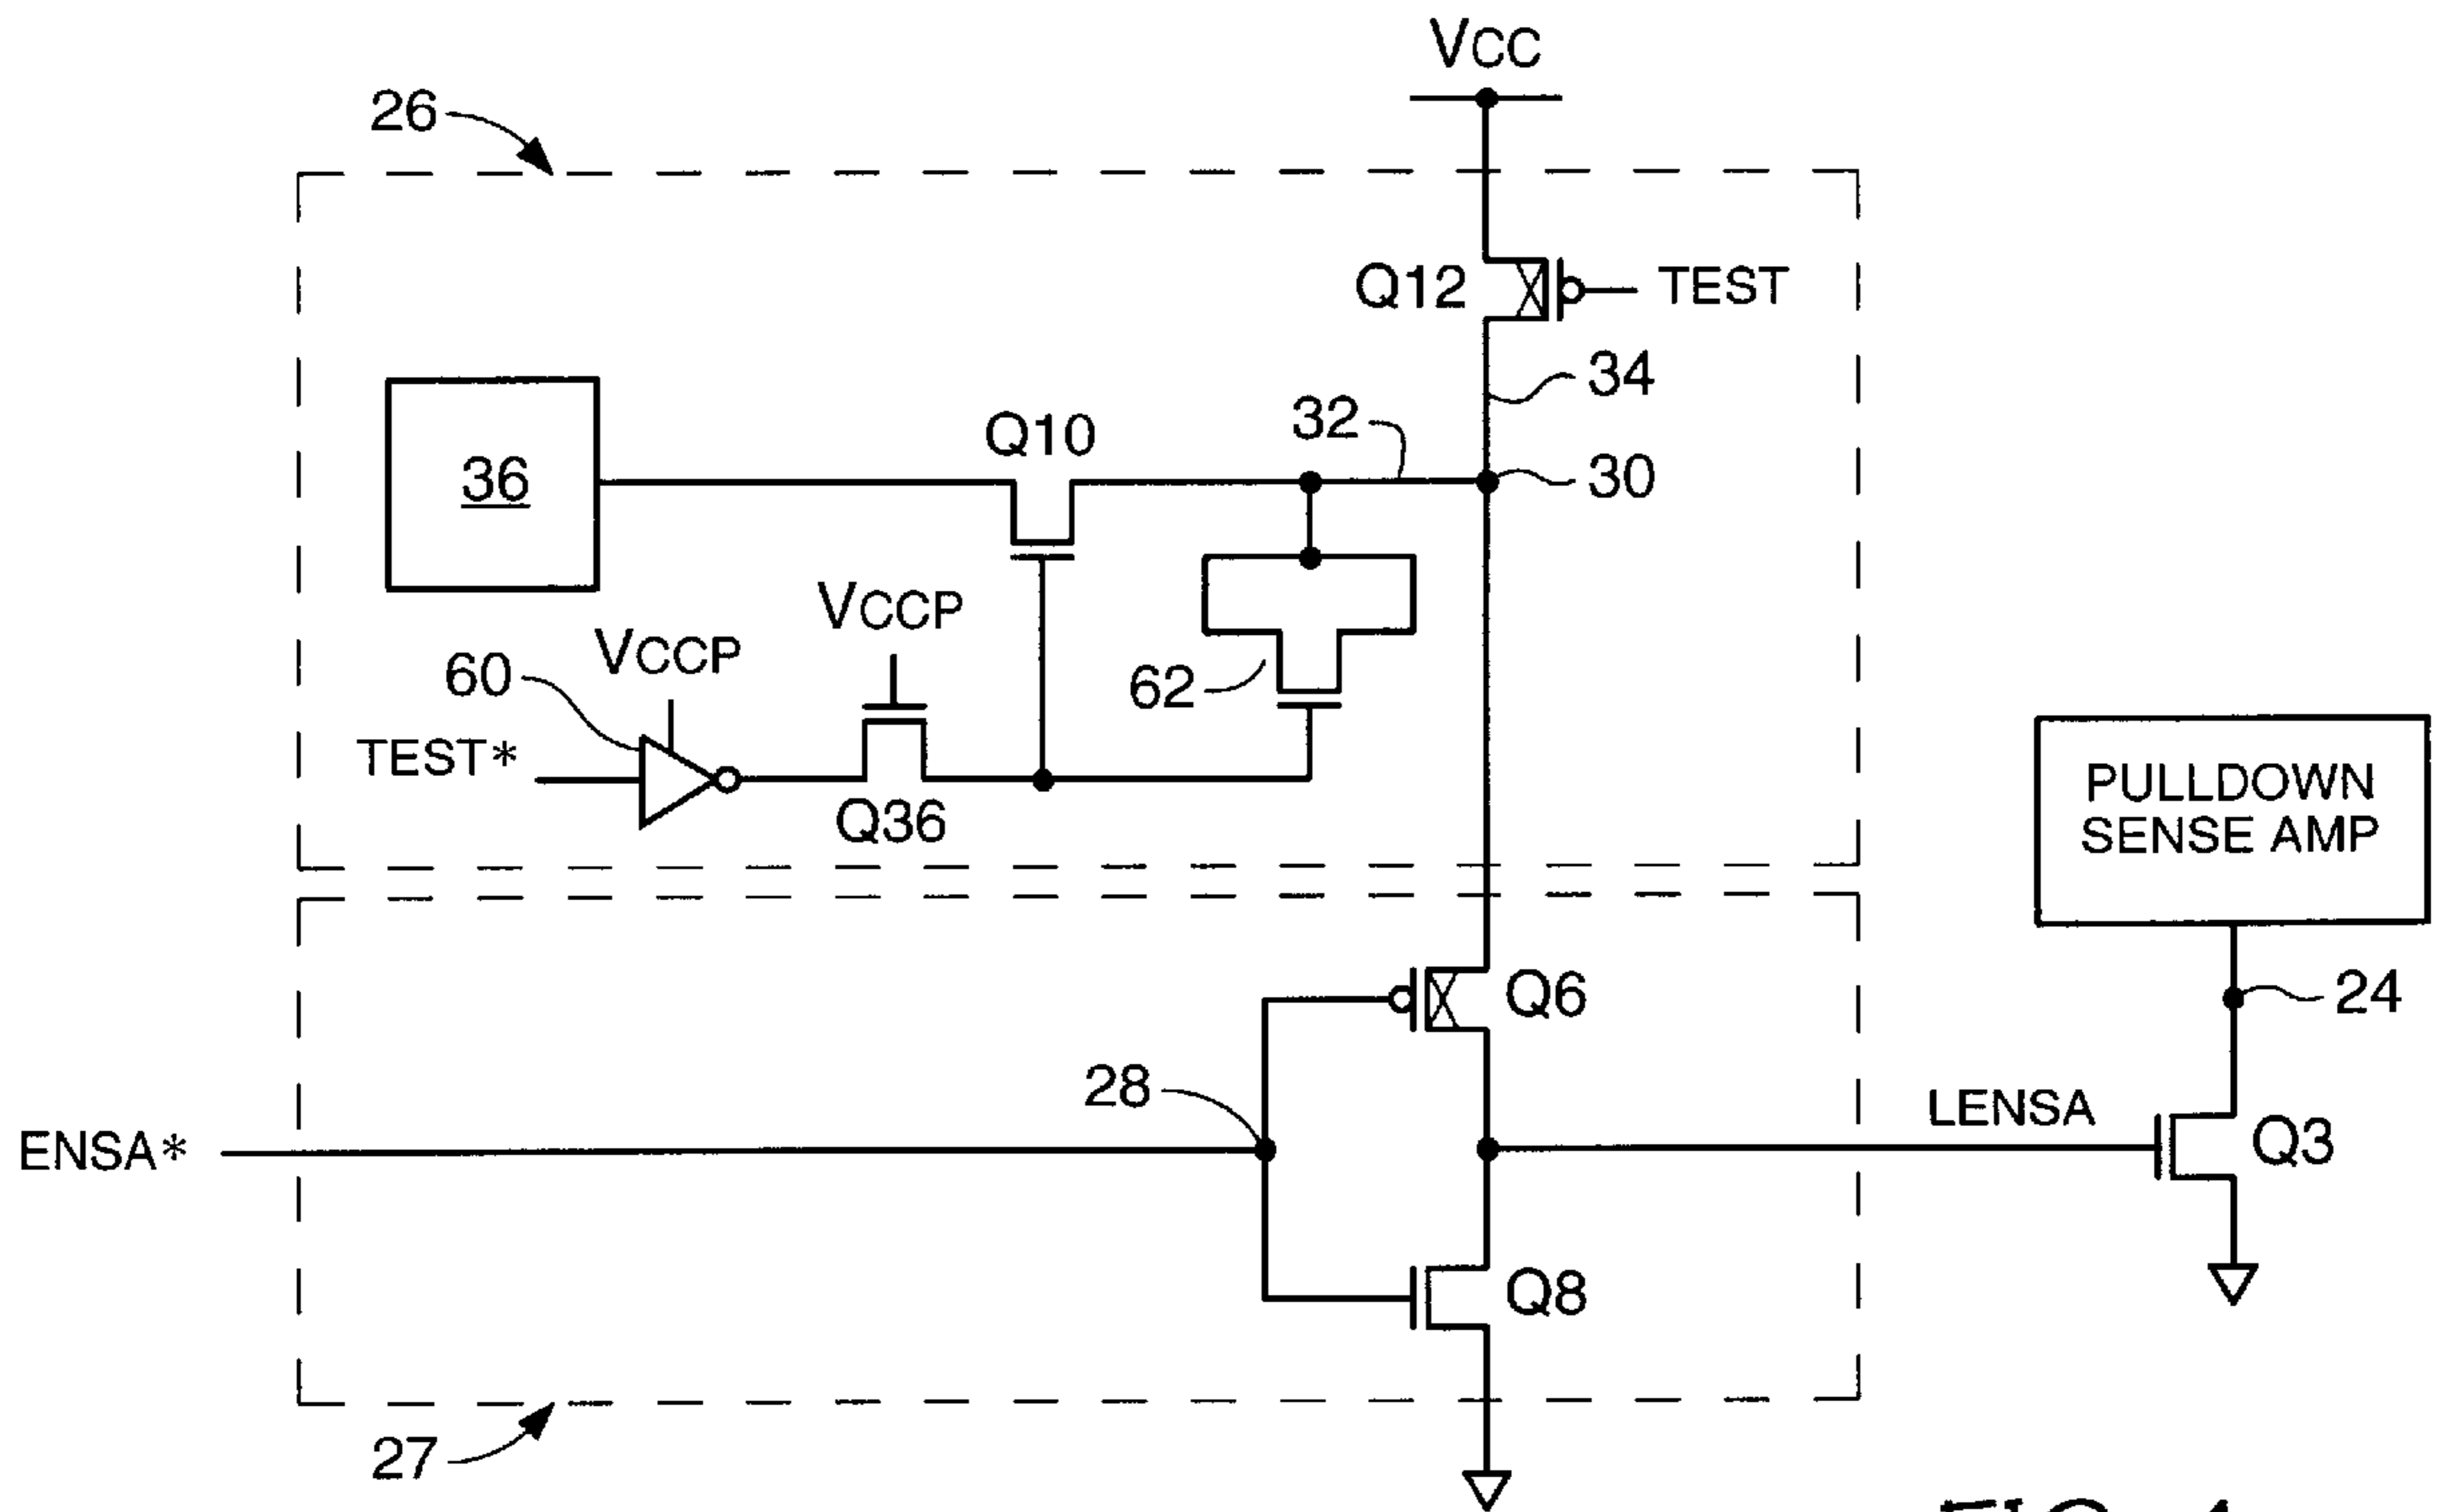 VCC
26
Q12
TEST
34
32
Q10
30
36
VCCP
VCCP
60
62
TEST*
Q36
PULLDOWN
SENSE AMP
Q6
24
28
LENSA
ENSA*
Q3
Q8
27